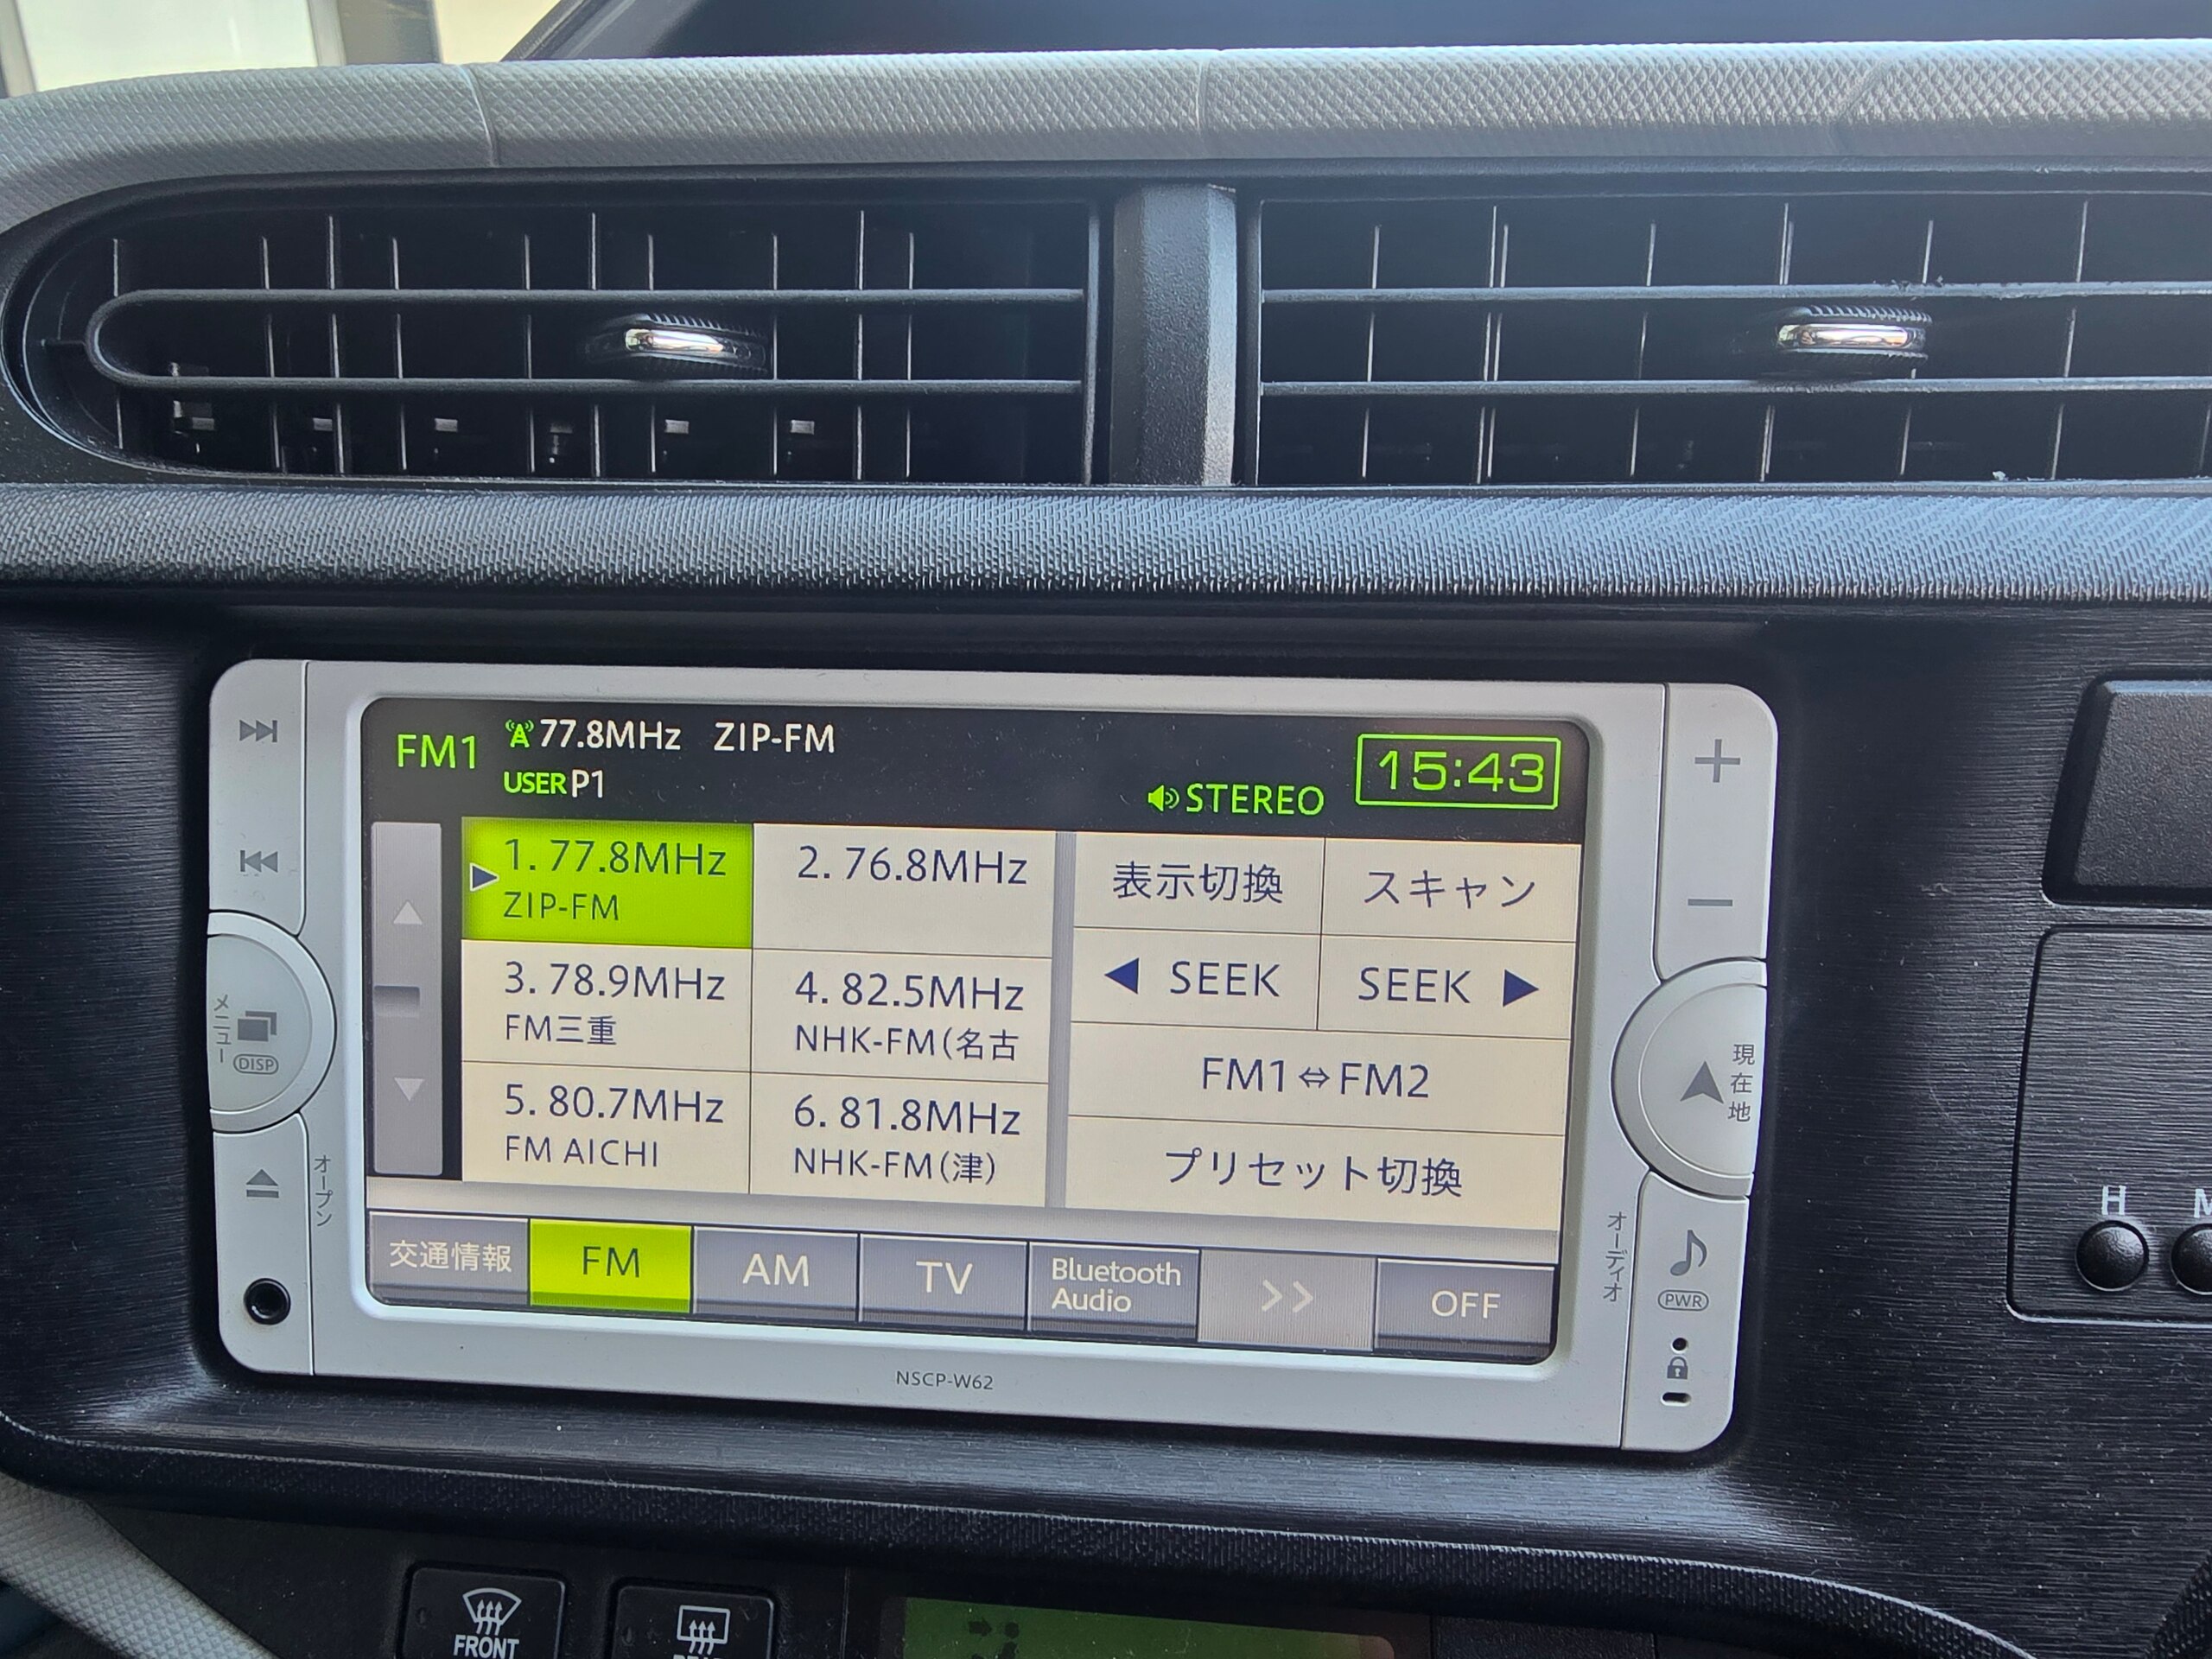 FM1
77.8MHz ZIP-FM
USER P1
STEREO
15:43
1. 77.8MHz
ZIP-FM
2. 76.8MHz
3. 78.9MHz
FM三重
4. 82.5MHz
NHK-FM(名古
5. 80.7MHz
FM AICHI
6. 81.8MHz
NHK-FM(津)
表示切換
スキャン
SEEK
SEEK
FM1⇔FM2
プリセット切換
交通情報
FM
AM
TV
Bluetooth
Audio
>>
OFF
メニュー
DISP
オープン
現在地
オーディオ
PWR
NSCP-W62
H
FRONT